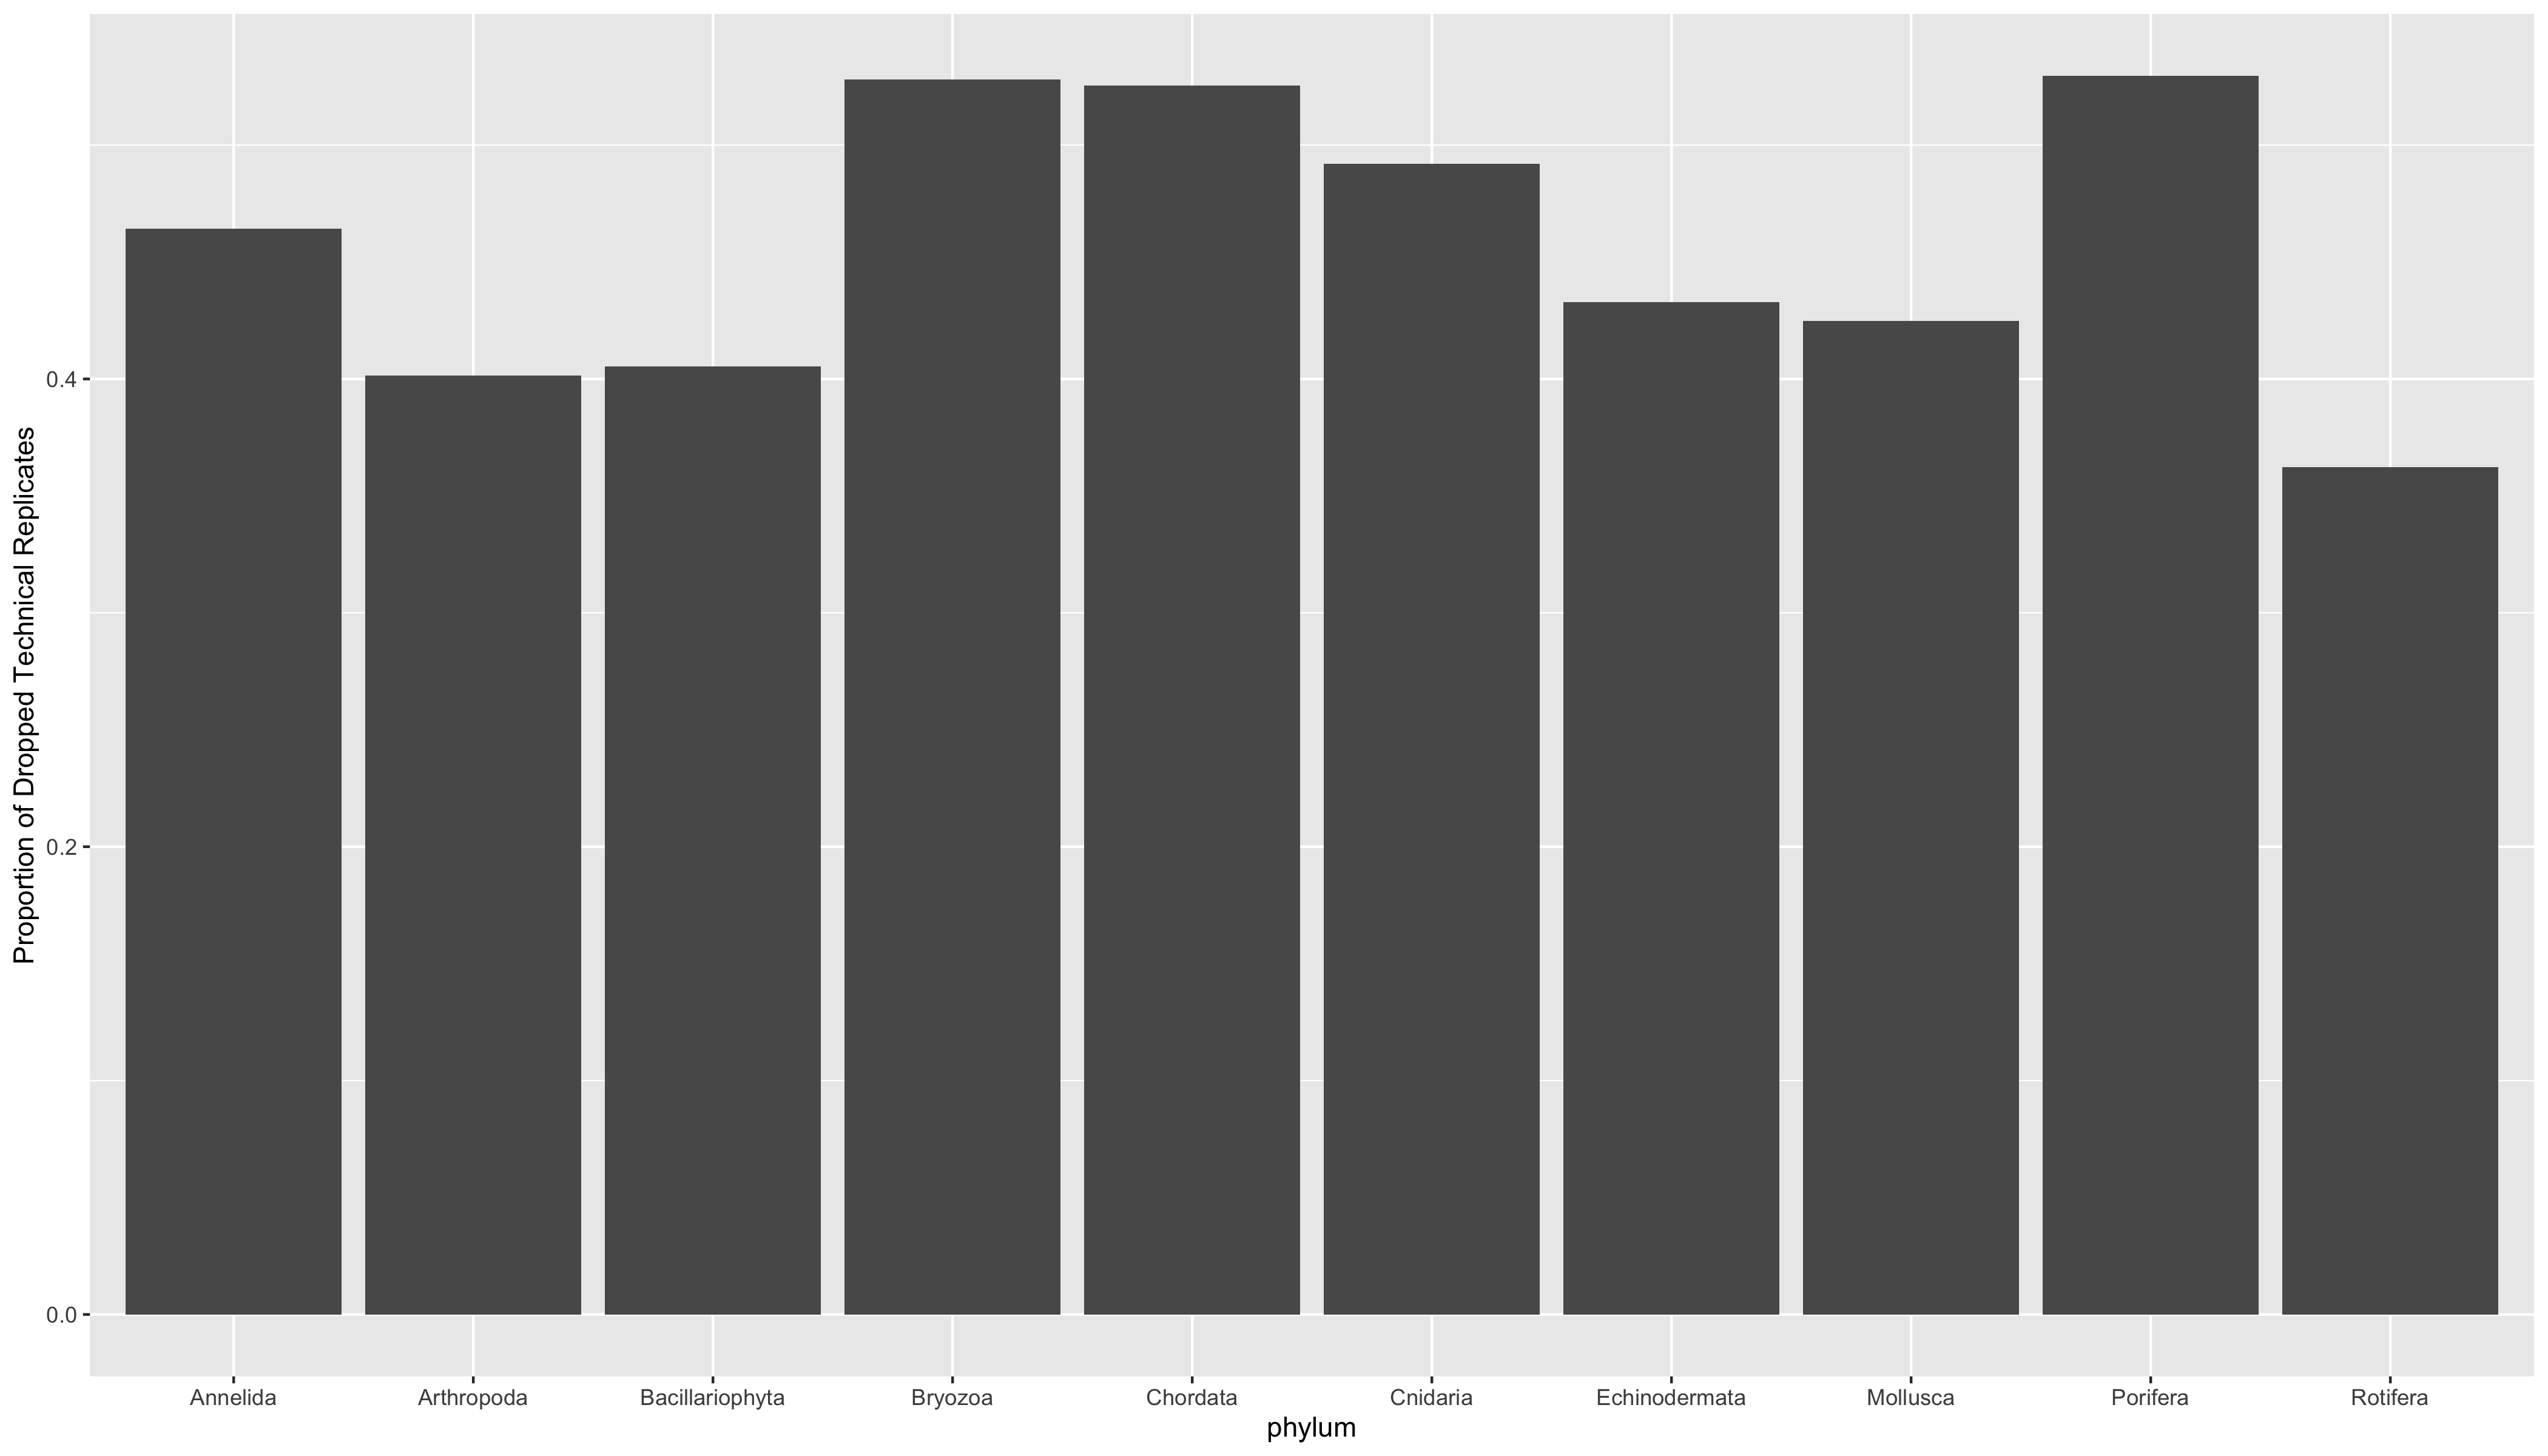 Proportion of Dropped Technical Replicates
0.4
0.2
0.0
Annelida Arthropoda Bacillariophyta Bryozoa Chordata Cnidaria Echinodermata Mollusca Porifera Rotifera
phylum